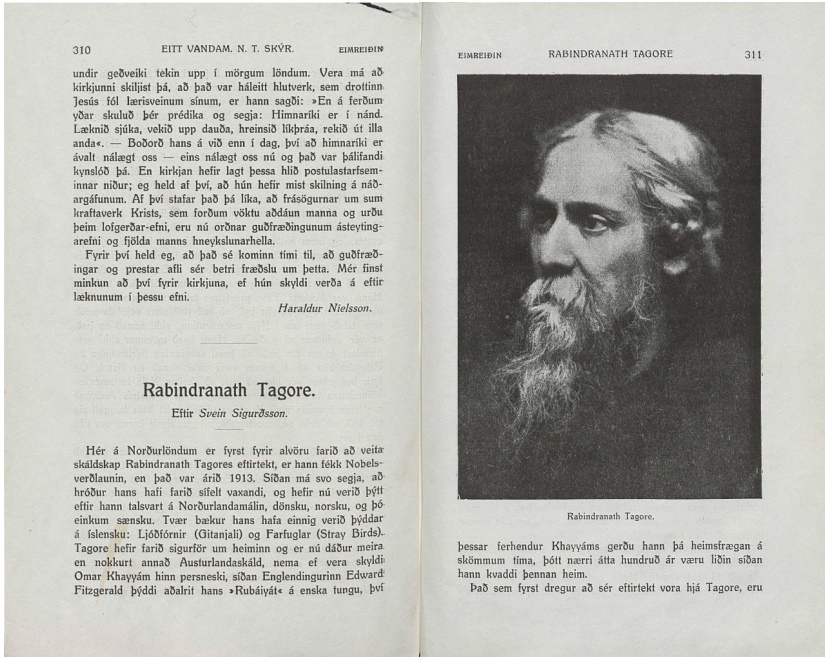 310 EITT VANDAM. N. T. SKÝR. EIMREIÐIN
undir geðveiki tekin upp í mörgum löndum. Vera má að
kirkjunni skiljist þá, að það var háleitt hlutverk, sem drottinn
Jesús fól lærisveinum sínum, er hann sagði: »En á ferðum
yðar skuluð þér prédika og segja: Himnaríki er í nánd.
Læknið sjúka, vekið upp dauða, hreinsið líkþráa, rekið út illa
anda«. — Boðorð hans á við enn í dag, því að himnaríki er
ávalt nálægt oss — eins nálægt oss nú og það var þálifandi
kynslóð þá. En kirkjan hefir lagt þessa hlið postulastarfsem-
innar niður; eg held af því, að hún hefir mist skilning á náð-
argáfunum. Af því stafar það þá líka, að frásögurnar um sum
kraftaverk Krists, sem forðum vöktu aðdáun manna og urðu
þeim lofgerðar-efni, eru nú orðnar guðfræðingunum ásteyting-
arefni og fjölda manns hneykslunarhella.
Fyrir því held eg, að það sé kominn tími til, að guðfræð-
ingar og prestar afli sér betri fræðslu um þetta. Mér finst
minkun að því fyrir kirkjuna, ef hún skyldi verða á eftir
læknunum í þessu efni.
Haraldur Níelsson.
Rabindranath Tagore.
Eftir Svein Sigurðsson.
Hér á Norðurlöndum er fyrst fyrir alvöru farið að veita
skáldskap Rabindranath Tagores eftirtekt, er hann fékk Nobels-
verðlaunin, en það var árið 1913. Síðan má svo segja, að
hróður hans hafi farið sífelt vaxandi, og hefir nú verið þýtt
eftir hann talsvart á Norðurlandamálin, dönsku, norsku, og þó
einkum sænsku. Tvær bækur hans hafa einnig verið þýddar
á íslensku: Ljóðfórnir (Gitanjali) og Farfuglar (Stray Birds).
Tagore hefir farið sigurför um heiminn og er nú dáður meira
en nokkurt annað Austurlandaskáld, nema ef vera skyldi
Omar Khayyám hinn persneski, síðan Englendingurinn Edward
Fitzgerald þýddi aðalrit hans »Rubáiyát« á enska tungu, því
EIMREIÐIN RABINDRANATH TAGORE 311
Rabindranath Tagore.
þessar ferhendur Khayyáms gerðu hann þá heimsfrægan á
skömmum tíma, þótt nærri átta hundruð ár væru liðin síðan
hann kvaddi þennan heim.
Það sem fyrst dregur að sér eftirtekt vora hjá Tagore, eru